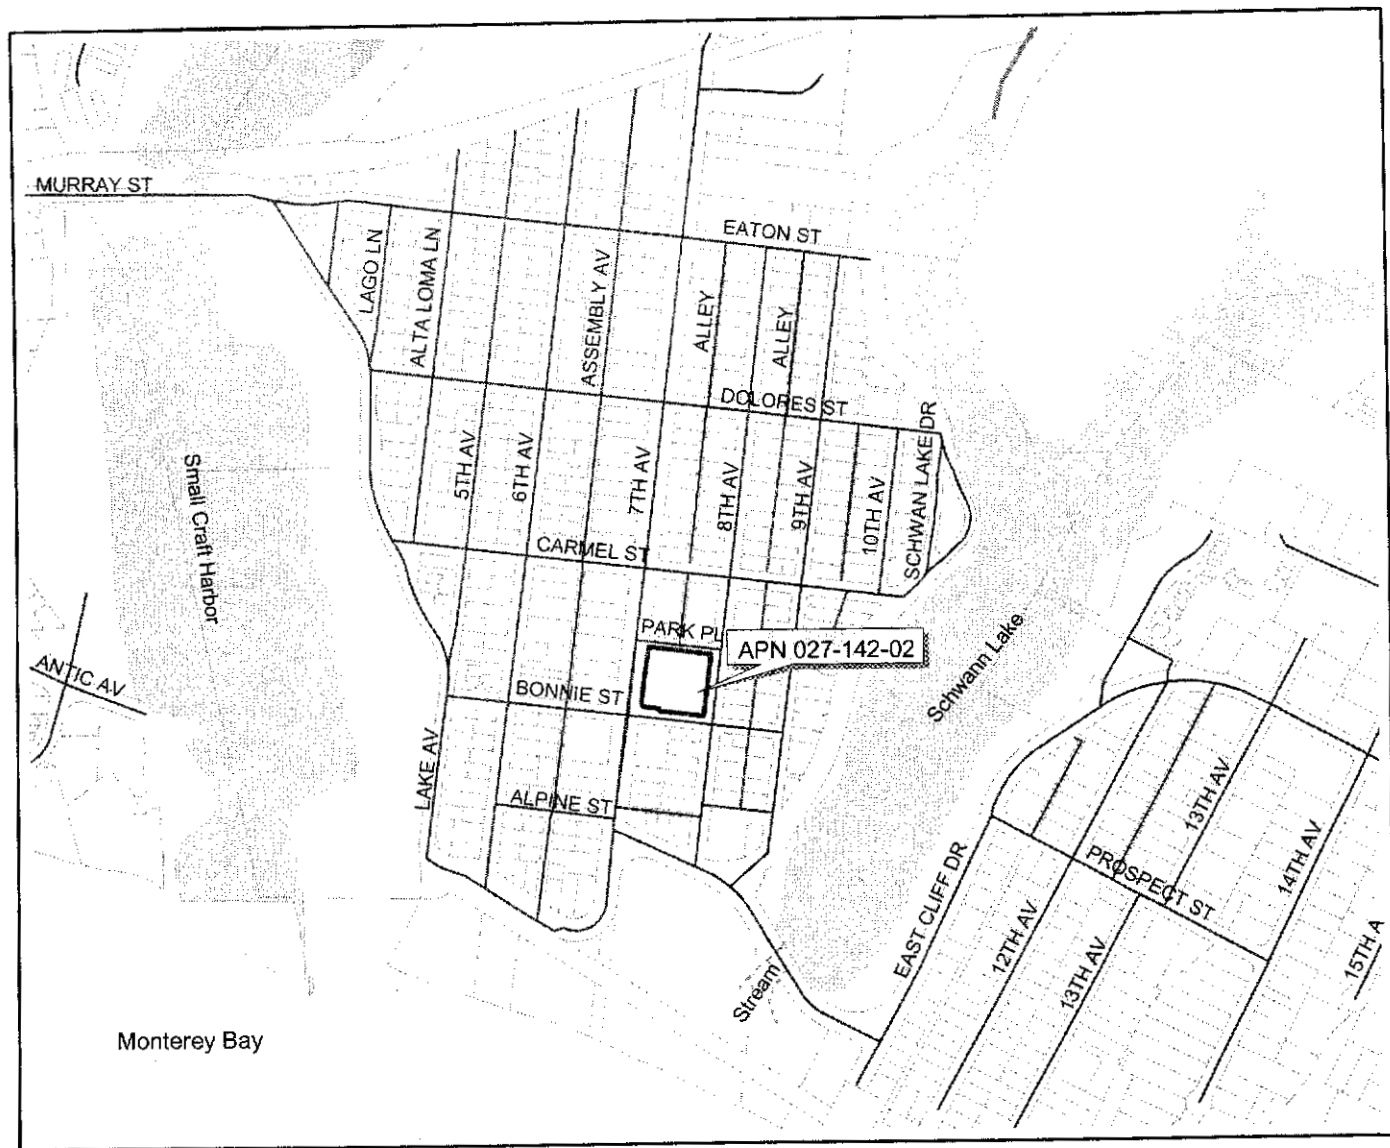 MURRAY ST
EATON ST
LAGO LN
ALTA LOMA LN
ASSEMBLY AV
ALLEY
ALLEY
DOLORES ST
SCHWAN LAKE DR
5TH AV
6TH AV
7TH AV
8TH AV
9TH AV
10TH AV
Small Craft Harbor
CARMEL ST
PARK PL
APN 027-142-02
Schwann Lake
ANTIC AV
BONNIE ST
LAKE AV
ALPINE ST
13TH AV
PROSPECT ST
14TH AV
EAST CLIFF DR
12TH AV
13TH AV
15TH A
Stream
Monterey Bay